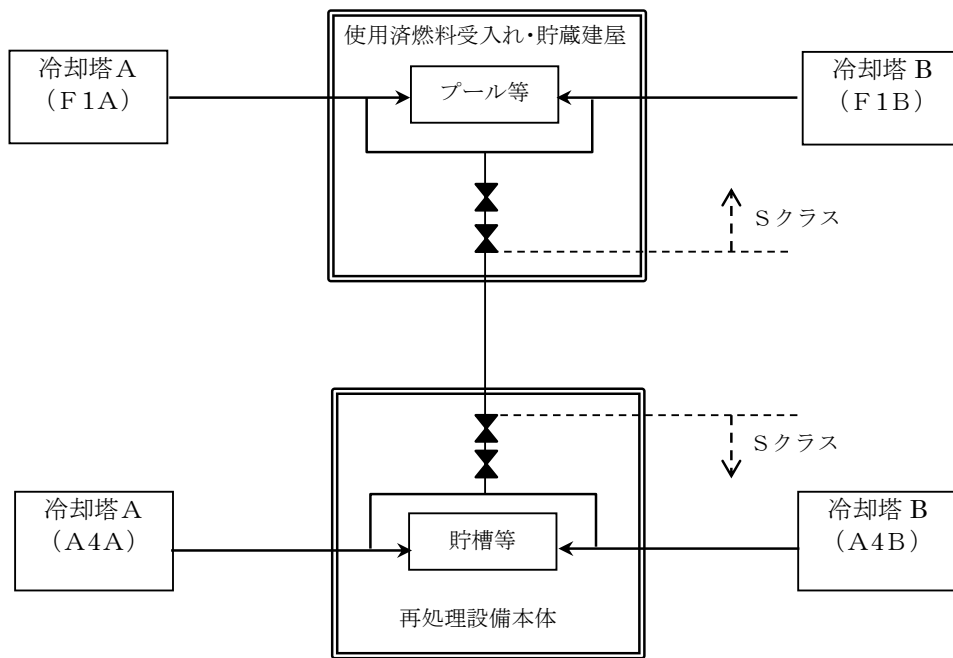 使用済燃料受入れ・貯蔵建屋
冷却塔A
(F1A)
プール等
冷却塔 B
(F1B)
Sクラス
Sクラス
冷却塔A
(A4A)
貯槽等
冷却塔 B
(A4B)
再処理設備本体